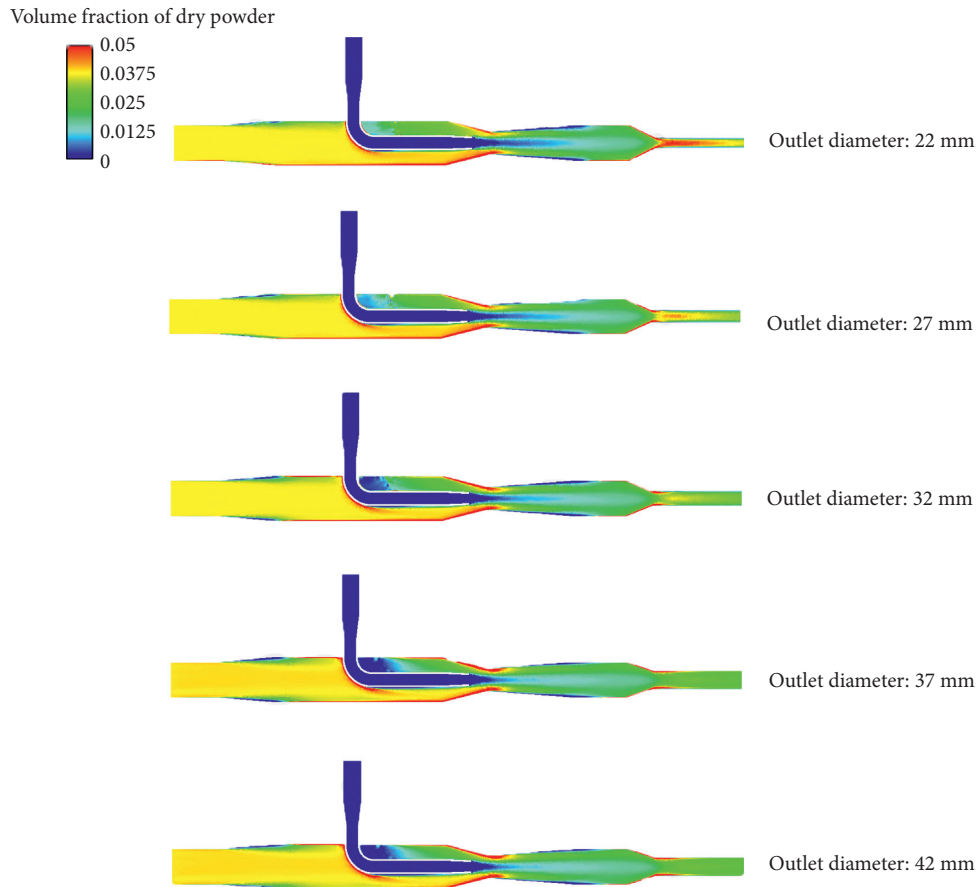 Volume fraction of dry powder
0.05
0.0375
0.025
0.0125
0
Outlet diameter: 22 mm
Outlet diameter: 27 mm
Outlet diameter: 32 mm
Outlet diameter: 37 mm
Outlet diameter: 42 mm